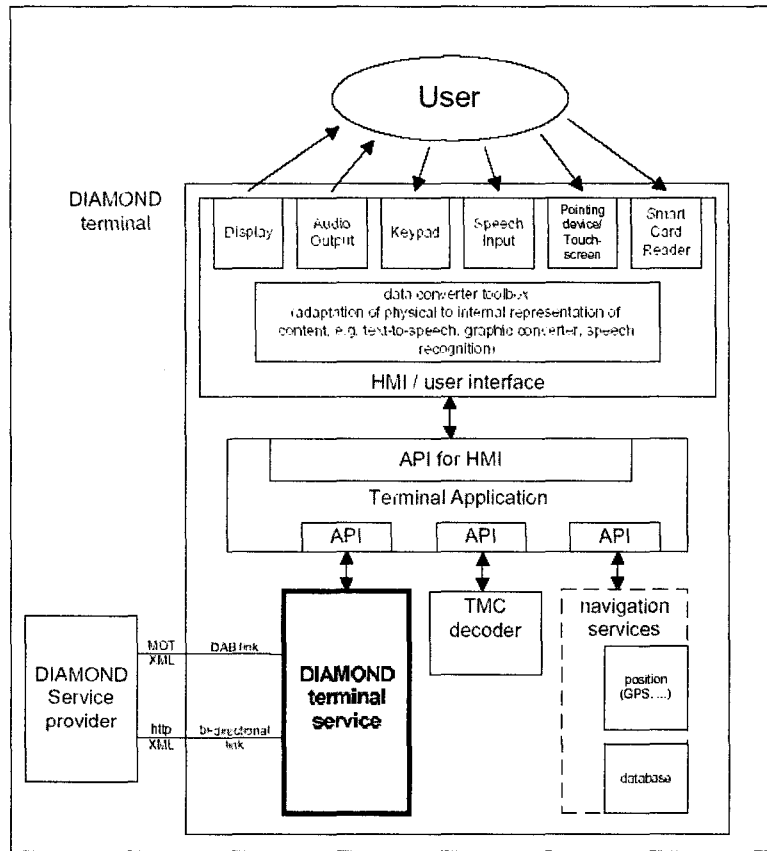 User
DIAMOND
terminal
Display
Audio
Output
Keypad
Speech
Input
Pointing
device/
Touch-
screen
Smart
Card
Reader
data converter toolbox
(adaptation of physical to internal representation of
content, e.g. text-to-speech, graphic converter, speech
recognition)
HMI / user interface
API for HMI
Terminal Application
API
API
API
DIAMOND
Service
provider
MOT
XML
DAB link
http
XML
bi-directional
link
DIAMOND
terminal
service
TMC
decoder
navigation
services
position
(GPS, ...)
database